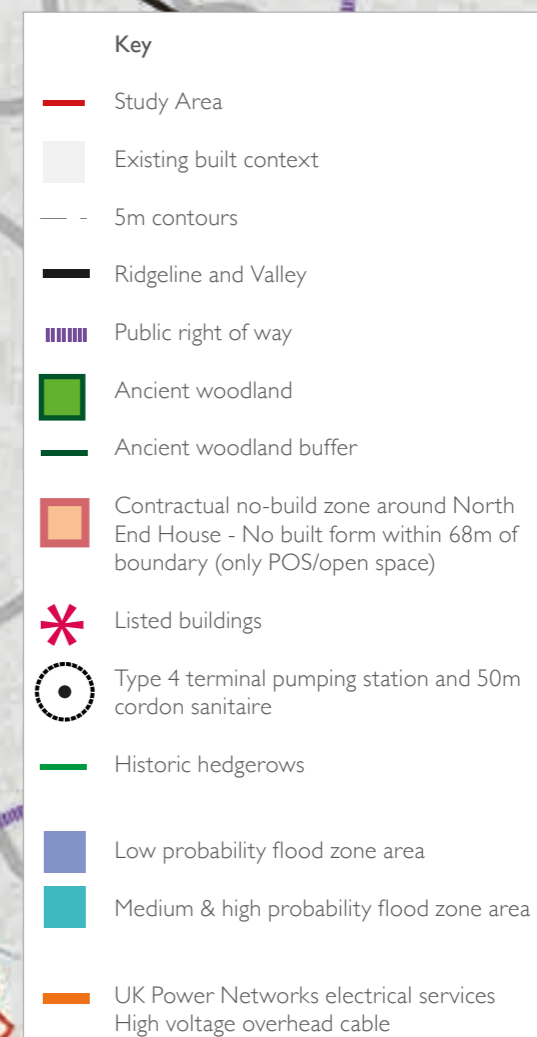 Key
Study Area
Existing built context
5m contours
Ridgeline and Valley
Public right of way
Ancient woodland
Ancient woodland buffer
Contractual no-build zone around North
End House - No built form within 68m of
boundary (only POS/open space)
Listed buildings
Type 4 terminal pumping station and 50m
cordon sanitaire
Historic hedgerows
Low probability flood zone area
Medium & high probability flood zone area
UK Power Networks electrical services
High voltage overhead cable